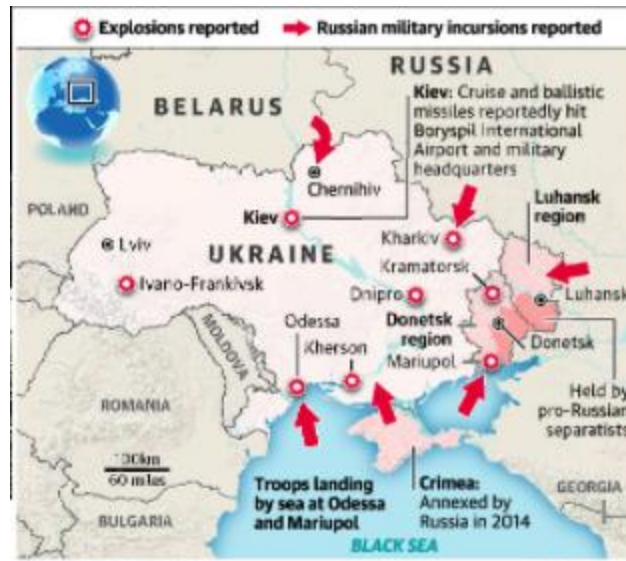 Explosions reported
Russian military incursions reported
RUSSIA
BELARUS
Kiev: Cruise and ballistic
missiles reportedly hit
Boryspil International
Airport and military
headquarters
Chernihiv
POLAND
Kiev
Luhansk
region
Lviv
UKRAINE
Kharkiv
Kramatorsk
Ivano-Frankivsk
Dnipro
Luhansk
Odessa
Donetsk
region
MOLDOVA
Kherson
Donetsk
Mariupol
Held by
pro-Russian
separatists
ROMANIA
100km
60 miles
Troops landing
by sea at Odessa
and Mariupol
Crimea:
Annexed by
Russia in 2014
GEORGIA
BULGARIA
BLACK SEA